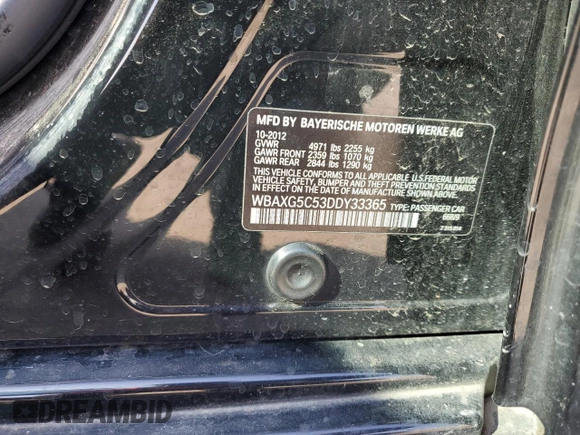 MFD BY BAYERISCHE MOTOREN WERKE AG
10-2012
GVWR 4971 lbs 2255 kg
GAWR FRONT 2359 lbs 1070 kg
GAWR REAR 2844 lbs 1290 kg
THIS VEHICLE CONFORMS TO ALL APPLICABLE U.S. FEDERAL MOTOR
VEHICLE SAFETY, BUMPER AND THEFT PREVENTION STANDARDS
IN EFFECT ON THE DATE OF MANUFACTURE SHOWN ABOVE.
WBAXG5C53DDY33365 TYPE: PASSENGER CAR
DREAMBID